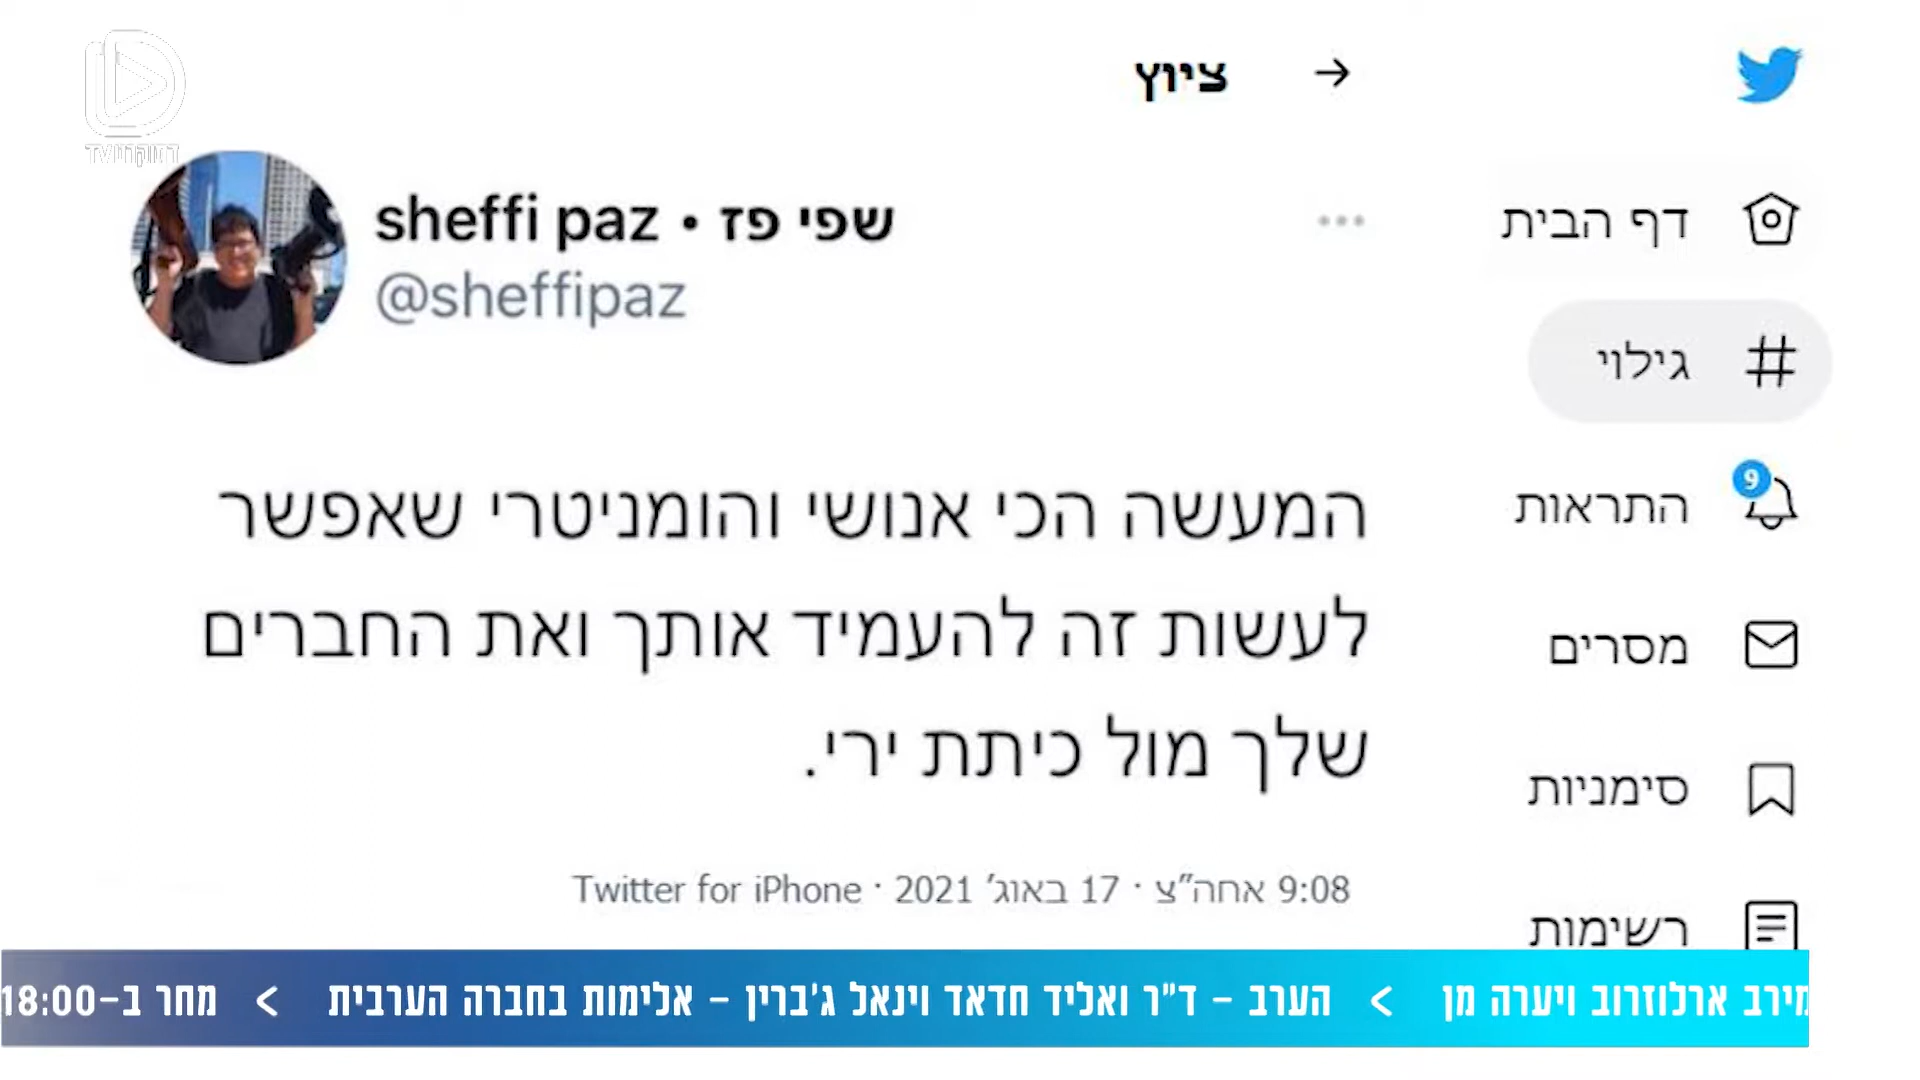 דמוקרTV
ציוץ
sheffi paz • שפי פז
@sheffipaz
המעשה הכי אנושי והומניטרי שאפשר
לעשות זה להעמיד אותך ואת החברים
שלך מול כיתת ירי.
9:08 אחה"צ · 17 באוג' 2021 · Twitter for iPhone
דף הבית
# גילוי
9
התראות
מסרים
סימניות
רשימות
מירב ארלוזרוב ויערה מן > הערב – ד"ר ואליד חדאד וינאל ג'ברין – אלימות בחברה הערבית > מחר ב-18:00